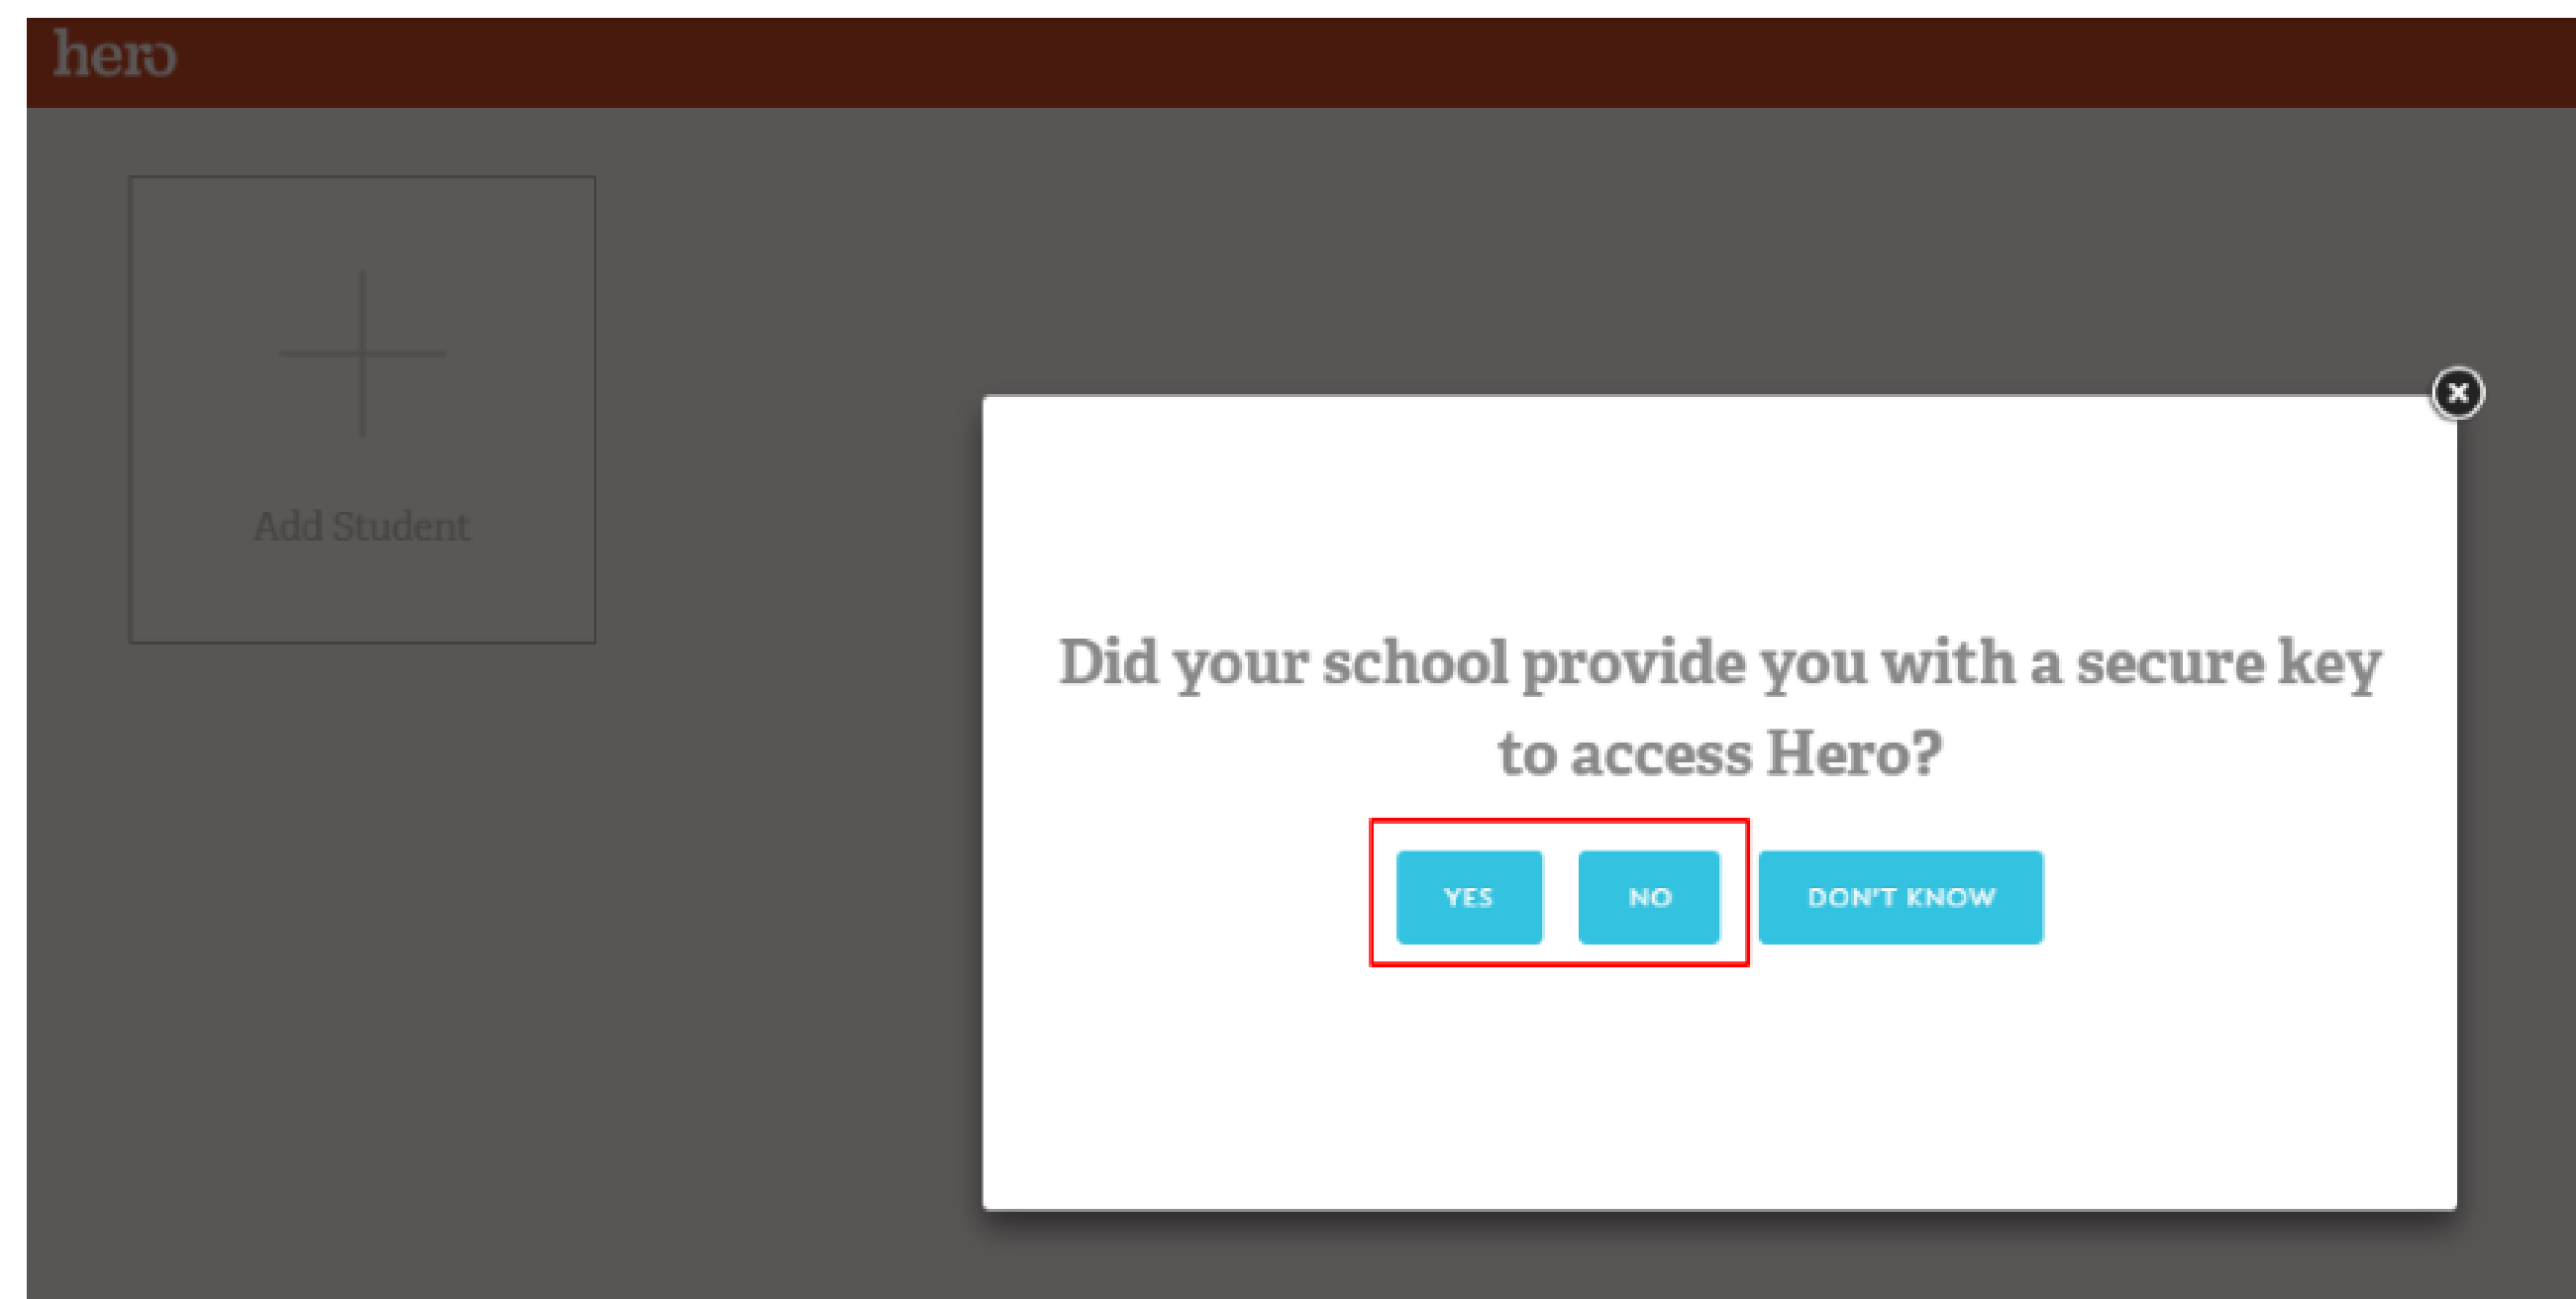 hero
Add Student
Did your school provide you with a secure key
to access Hero?
YES NO DON'T KNOW